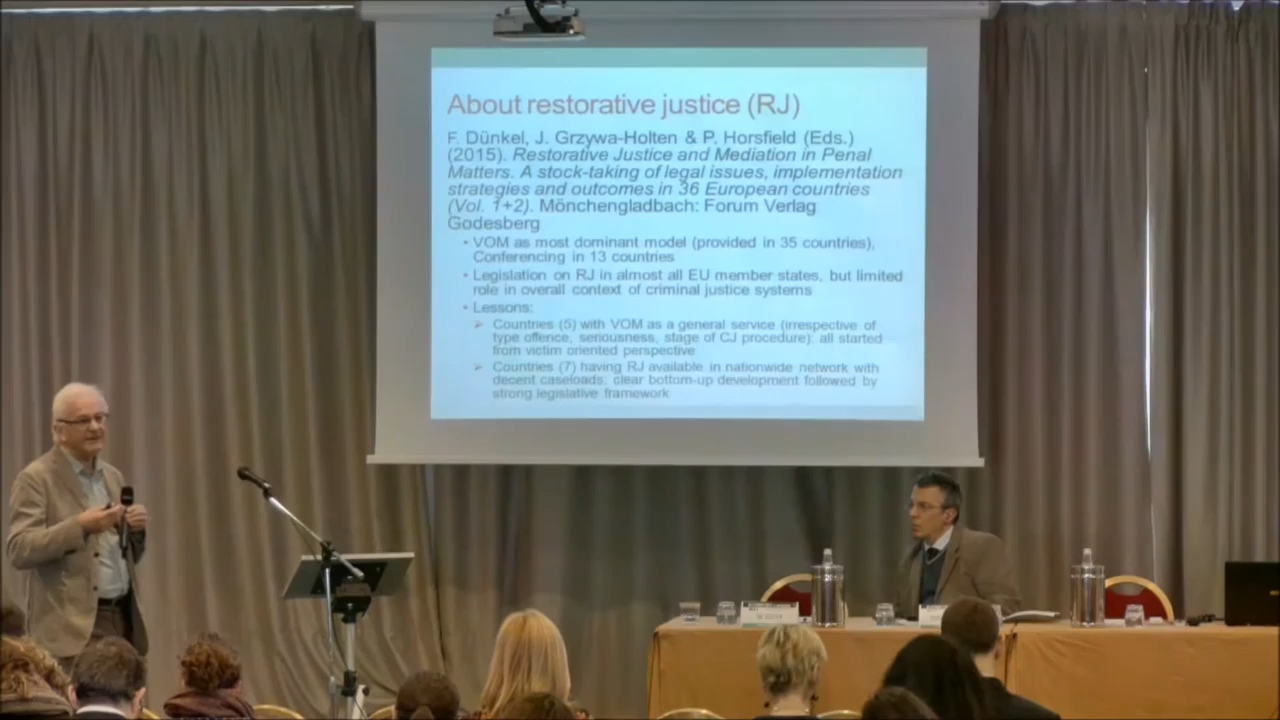 About restorative justice (RJ)
F. Dünkel, J. Grzywa-Holten & P. Horsfield (Eds.)
(2015). Restorative Justice and Mediation in Penal
Matters. A stock-taking of legal issues, implementation
strategies and outcomes in 36 European countries
(Vol. 1+2). Mönchengladbach: Forum Verlag
Godesberg
• VOM as most dominant model (provided in 35 countries),
Conferencing in 13 countries
• Legislation on RJ in almost all EU member states, but limited
role in overall context of criminal justice systems
• Lessons:
➢ Countries (5) with VOM as a general service (irrespective of
type offence, seriousness, stage of CJ procedure): all started
from victim oriented perspective
➢ Countries (7) having RJ available in nationwide network with
decent caseloads: clear bottom-up development followed by
strong legislative framework